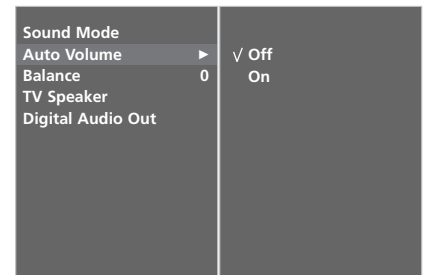 Sound Mode
Auto Volume ►
Balance 0
TV Speaker
Digital Audio Out
√ Off
On